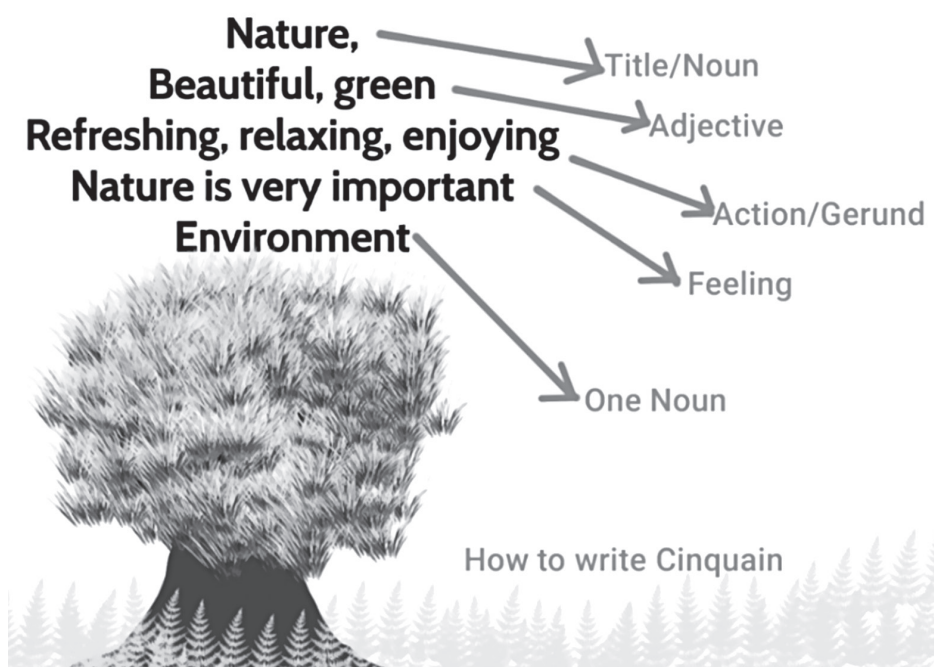 Nature,
Title/Noun
Beautiful, green
Adjective
Refreshing, relaxing, enjoying
Action/Gerund
Nature is very important
Feeling
Environment
One Noun
How to write Cinquain